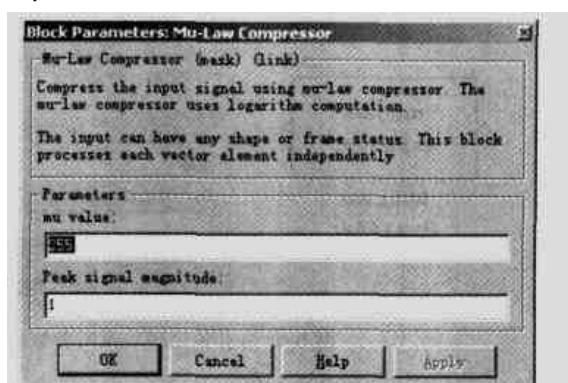 Block Parameters: Mu-Law Compressor
Mu-Law Compressor (mask) (link)
Compress the input signal using mu-law compressor. The
mu-law compressor uses logarithm computation.
The input can have any shape or frame status. This block
processes each vector element independently
Parameters
mu value:
255
Peak signal magnitude:
1
OK
Cancel
Help
Apply